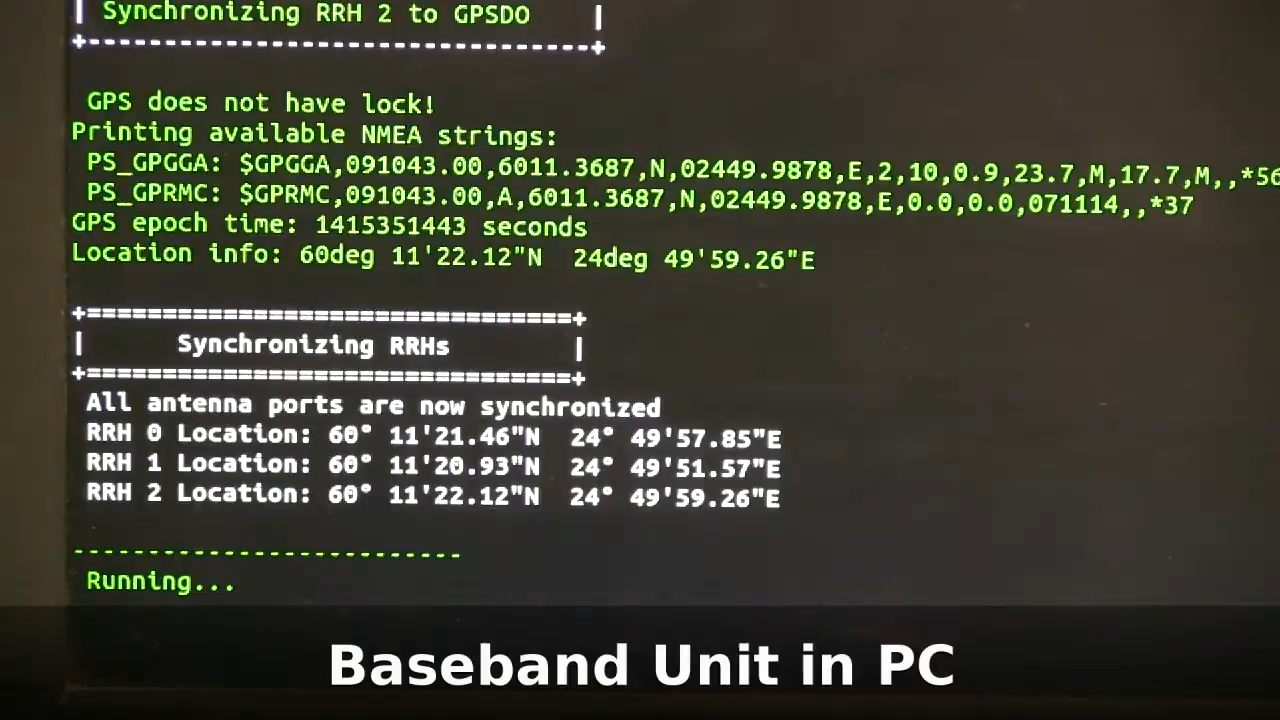 | Synchronizing RRH 2 to GPSDO |
+----------------------------------+
GPS does not have lock!
Printing available NMEA strings:
PS_GPGGA: $GPGGA,091043.00,6011.3687,N,02449.9878,E,2,10,0.9,23.7,M,17.7,M,,*56
PS_GPRMC: $GPRMC,091043.00,A,6011.3687,N,02449.9878,E,0.0,0.0,071114,,*37
GPS epoch time: 1415351443 seconds
Location info: 60deg 11'22.12"N 24deg 49'59.26"E
+================================+
| Synchronizing RRHs |
+================================+
All antenna ports are now synchronized
RRH 0 Location: 60° 11'21.46"N 24° 49'57.85"E
RRH 1 Location: 60° 11'20.93"N 24° 49'51.57"E
RRH 2 Location: 60° 11'22.12"N 24° 49'59.26"E
--------------------------
Running...
Baseband Unit in PC